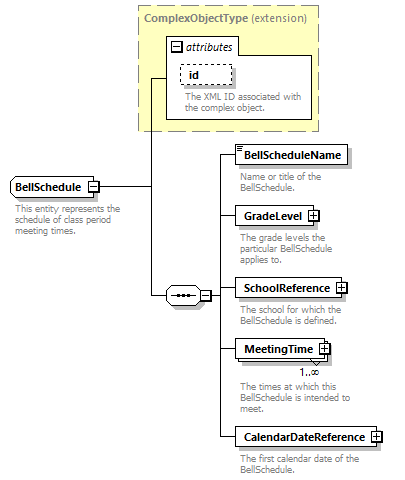 ComplexObjectType (extension)
attributes
id
The XML ID associated with
the complex object.
BellSchedule
This entity represents the
schedule of class period
meeting times.
BellScheduleName
Name or title of the
BellSchedule.
GradeLevel
The grade levels the
particular BellSchedule
applies to.
SchoolReference
The school for which the
BellSchedule is defined.
MeetingTime
1..∞
The times at which this
BellSchedule is intended to
meet.
CalendarDateReference
The first calendar date of the
BellSchedule.